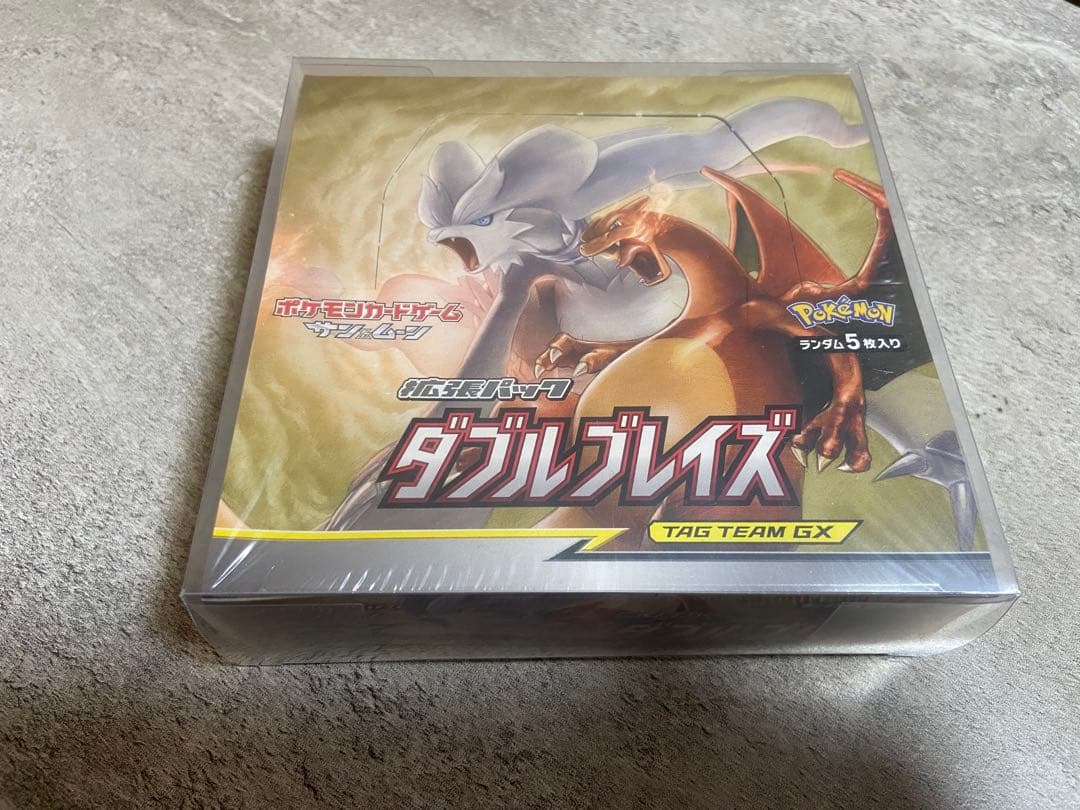 ポケモンカードゲーム
サン&ムーン
POKéMON
ランダム5枚入り
拡張パック
ダブルブレイズ
TAG TEAM GX